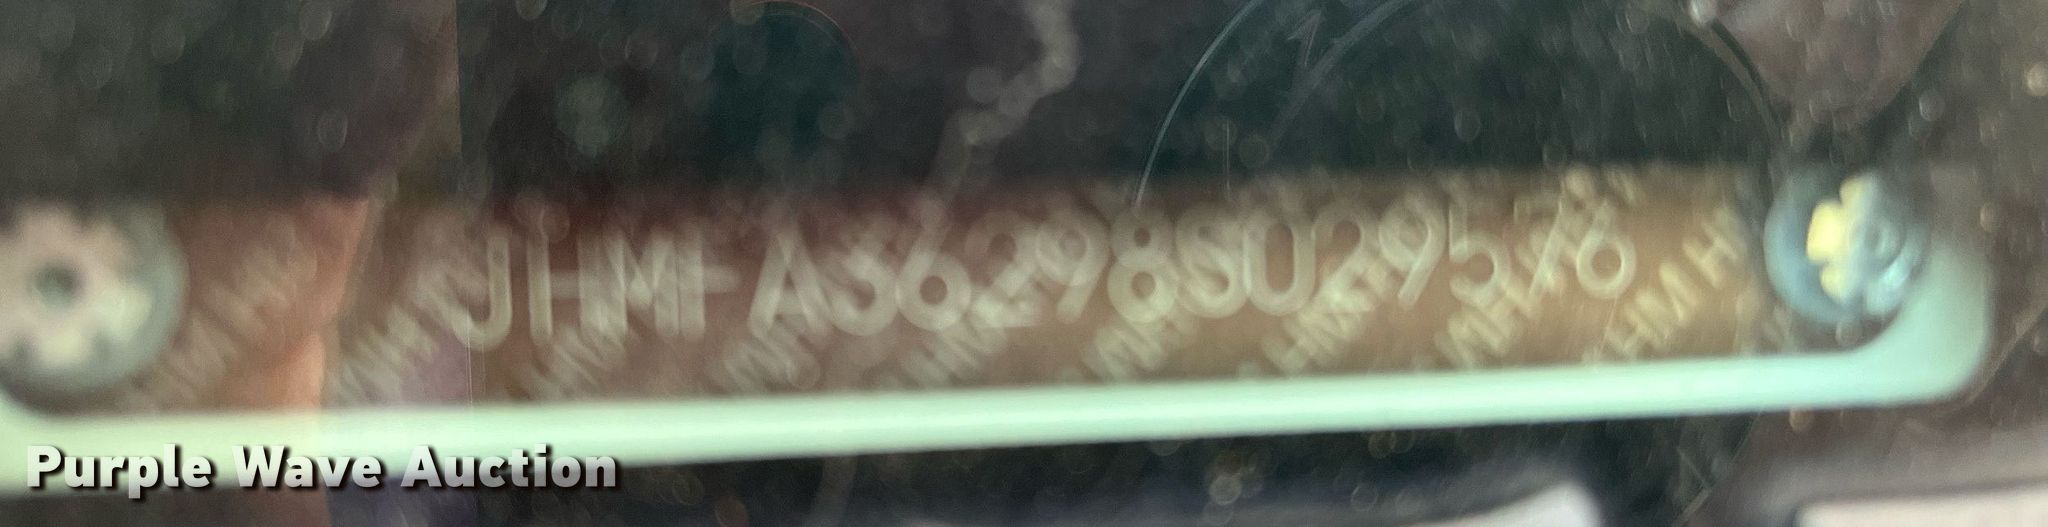 JHMFA36298S029576
Purple Wave Auction